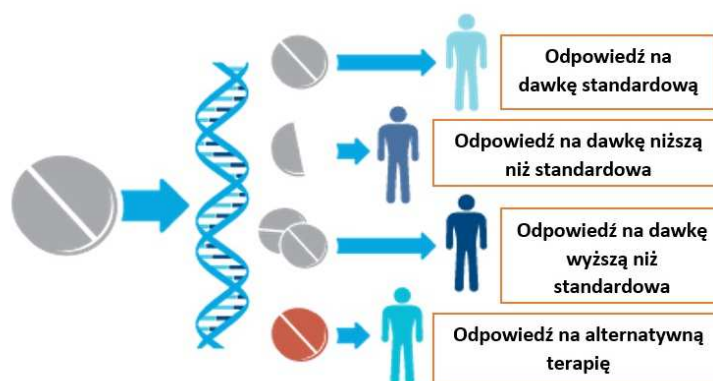 Odpowiedź na
dawkę standardową
Odpowiedź na dawkę niższą
niż standardowa
Odpowiedź na dawkę
wyższą niż
standardowa
Odpowiedź na alternatywną
terapię